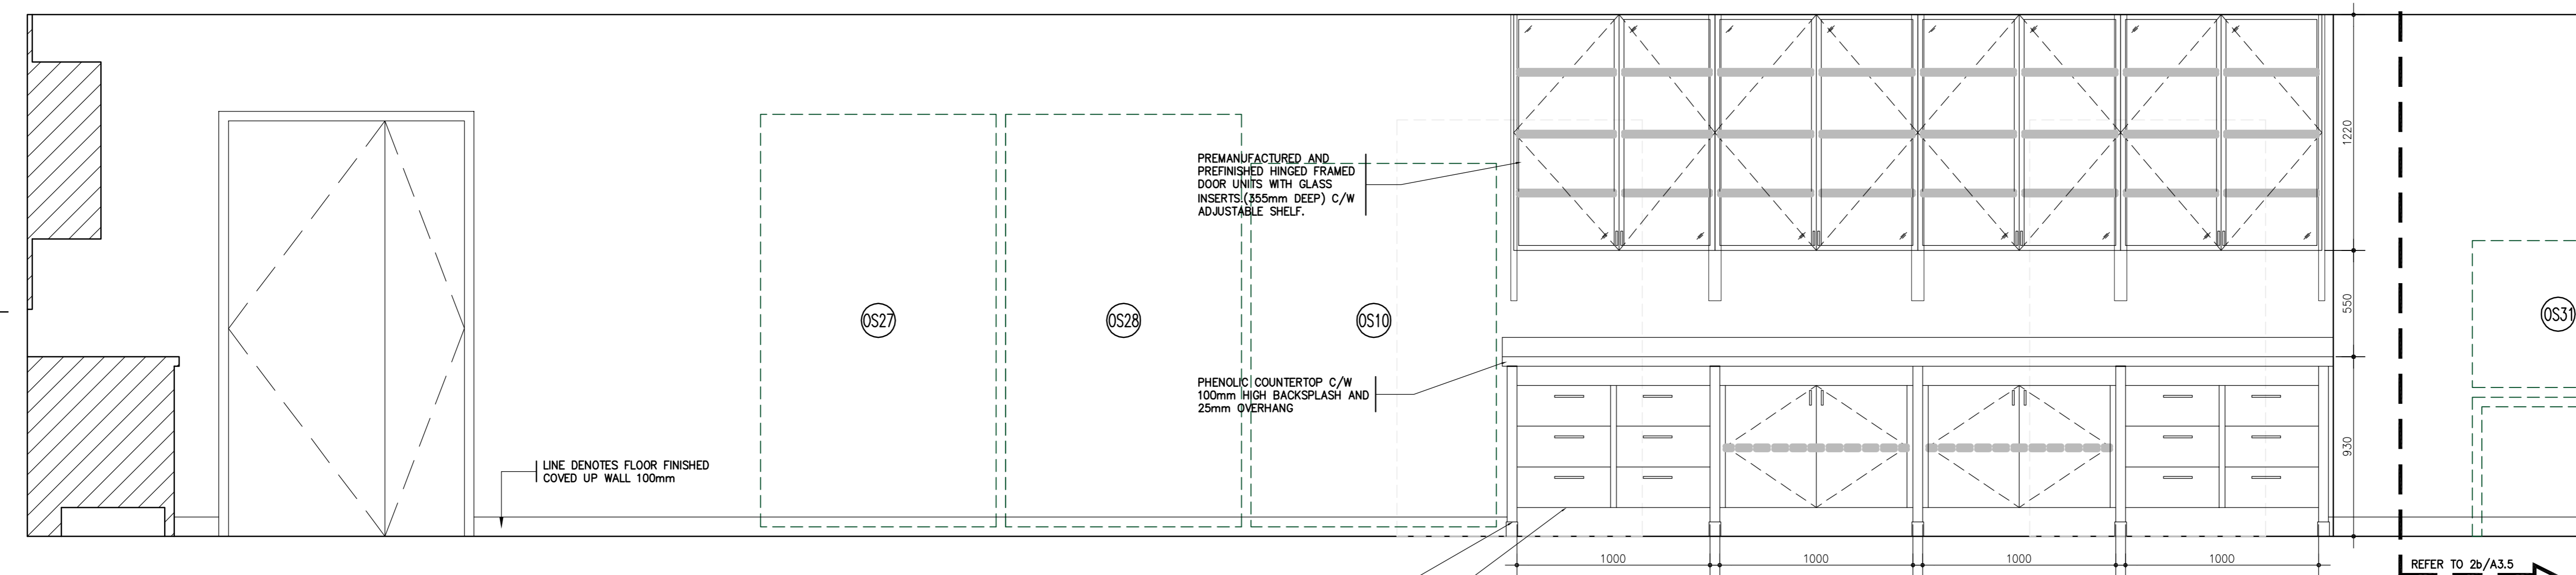 PREMANUFACTURED AND
PREFINISHED HINGED FRAMED
DOOR UNITS WITH GLASS
INSERTS.(355mm DEEP) C/W
ADJUSTABLE SHELF.
1220
OS27
OS28
OS10
550
OS31
PHENOLIC COUNTERTOP C/W
100mm HIGH BACKSPLASH AND
25mm OVERHANG
930
LINE DENOTES FLOOR FINISHED
COVED UP WALL 100mm
1000
1000
1000
1000
REFER TO 2b/A3.5